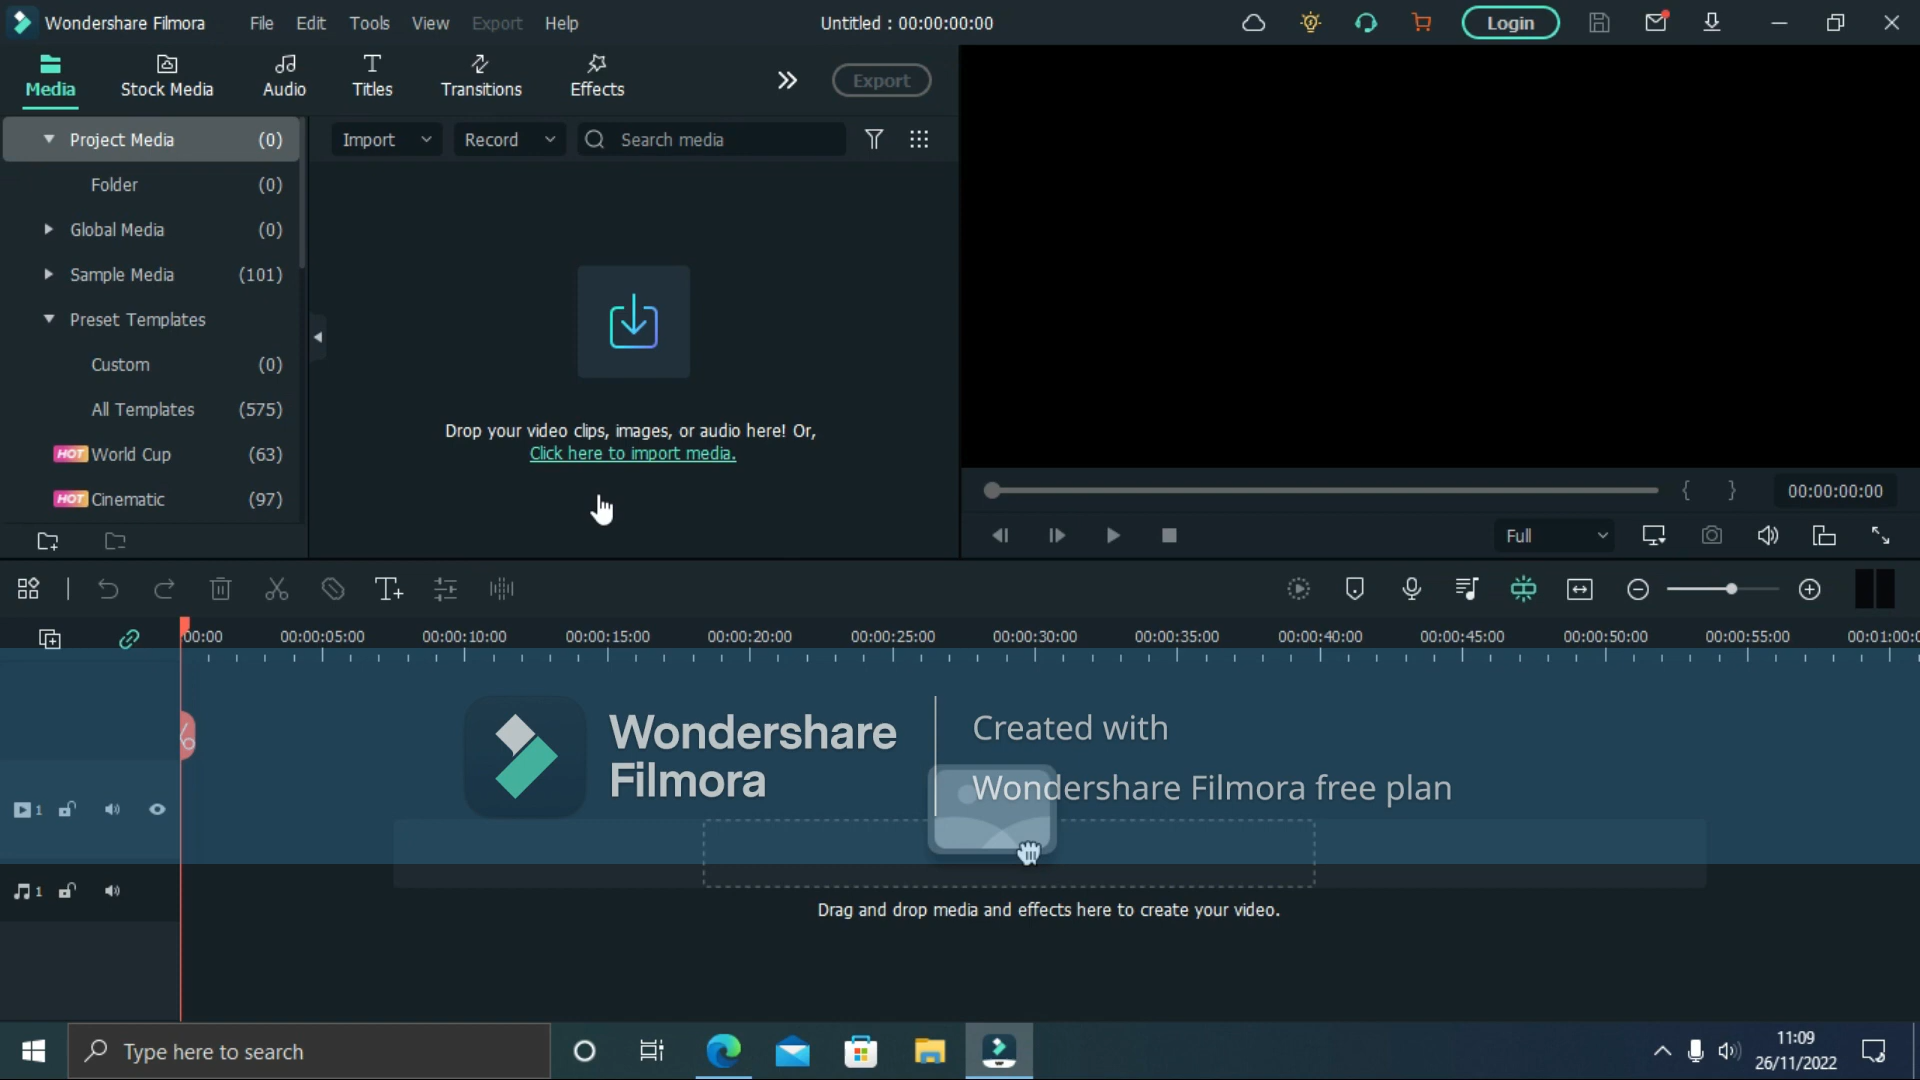 Wondershare Filmora
File Edit Tools View Export Help
Untitled : 00:00:00:00
Login
Media
Stock Media
Audio
Titles
Transitions
Effects
Export
Project Media (0)
Folder (0)
Global Media (0)
Sample Media (101)
Preset Templates
Custom (0)
All Templates (575)
HOT World Cup (63)
HOT Cinematic (97)
Import
Record
Search media
Drop your video clips, images, or audio here! Or,
Click here to import media.
{ } 00:00:00:00
Full
00:00 00:00:05:00 00:00:10:00 00:00:15:00 00:00:20:00 00:00:25:00 00:00:30:00 00:00:35:00 00:00:40:00 00:00:45:00 00:00:50:00 00:00:55:00 00:01:00:0
Wondershare
Filmora
Created with
Wondershare Filmora free plan
1
1
Drag and drop media and effects here to create your video.
Type here to search
11:09
26/11/2022